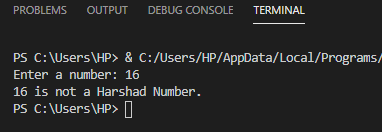 PROBLEMS OUTPUT DEBUG CONSOLE TERMINAL
PS C:\Users\HP> & C:/Users/HP/AppData/Local/Programs/
Enter a number: 16
16 is not a Harshad Number.
PS C:\Users\HP>